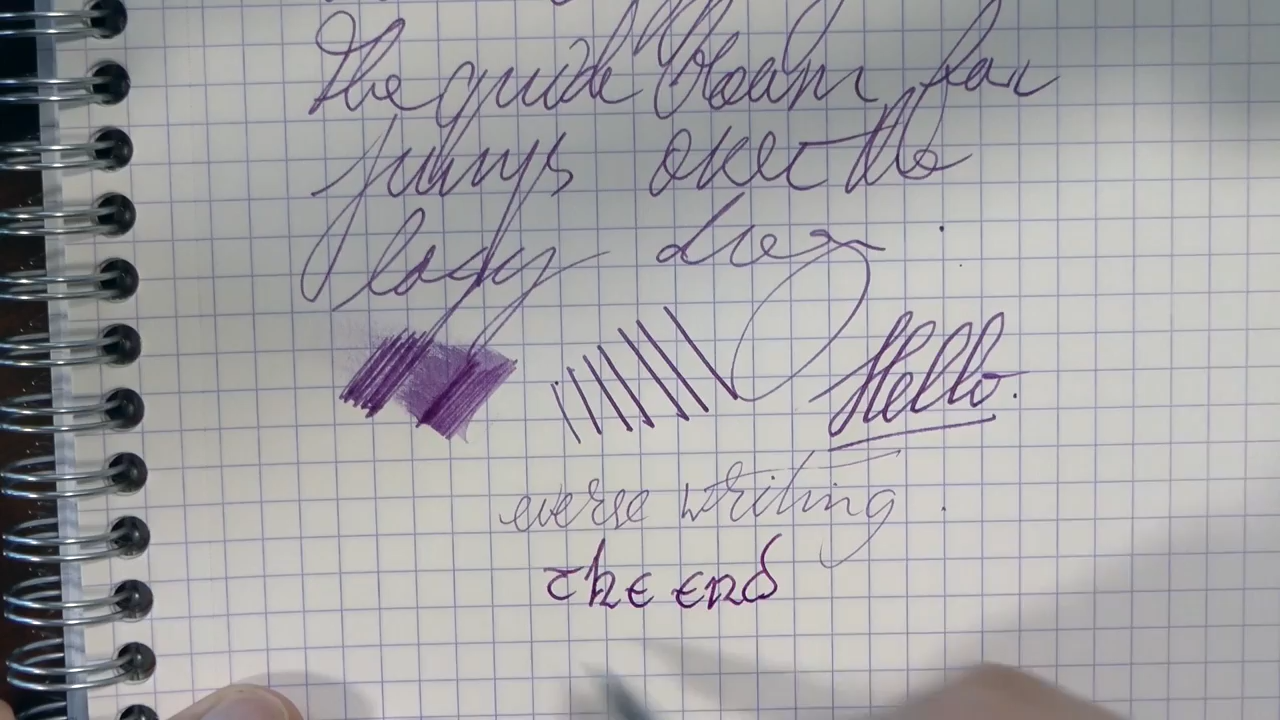 the quick brown fox
jumps over the
lazy dog
Hello.
everse writing.
the end